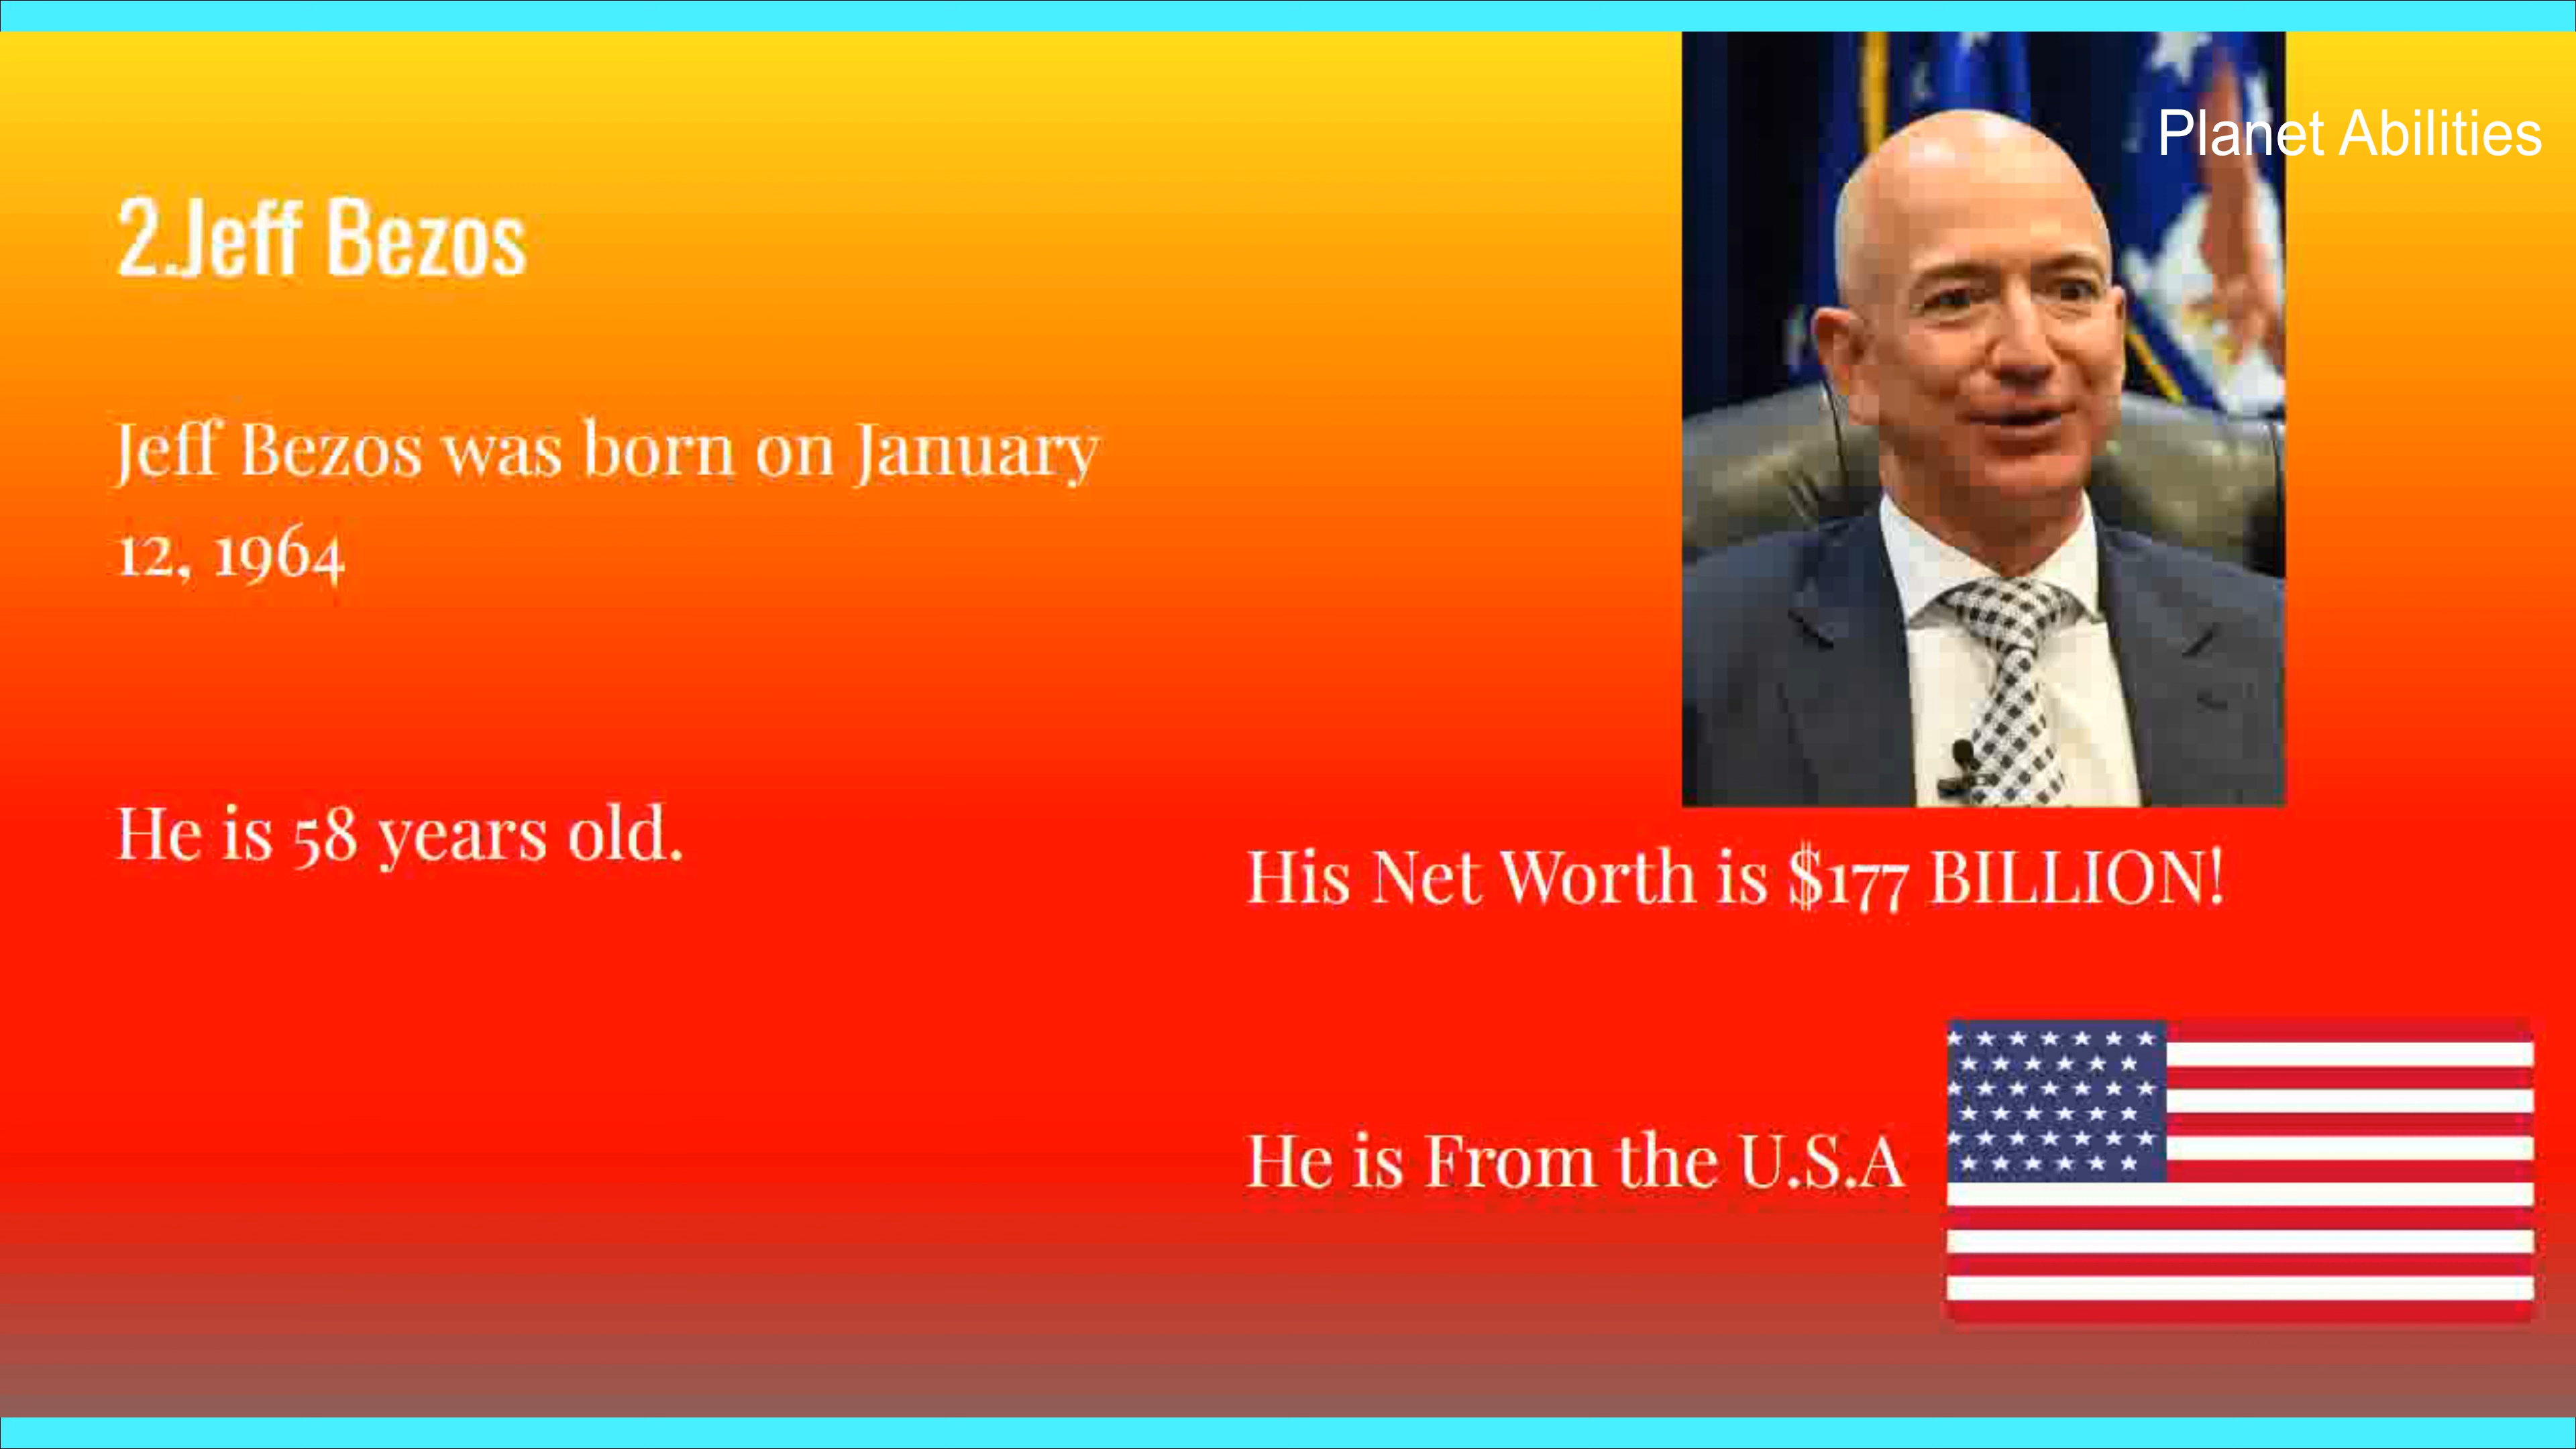 Planet Abilities
2.Jeff Bezos
Jeff Bezos was born on January
12, 1964
He is 58 years old.
His Net Worth is $177 BILLION!
He is From the U.S.A